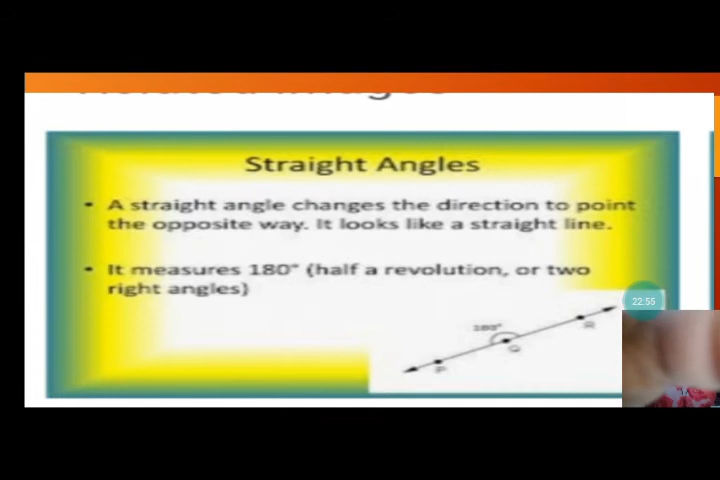 Straight Angles
• A straight angle changes the direction to point
the opposite way. It looks like a straight line.
• It measures 180° (half a revolution, or two
right angles)
180°
P
Q
R
22:55